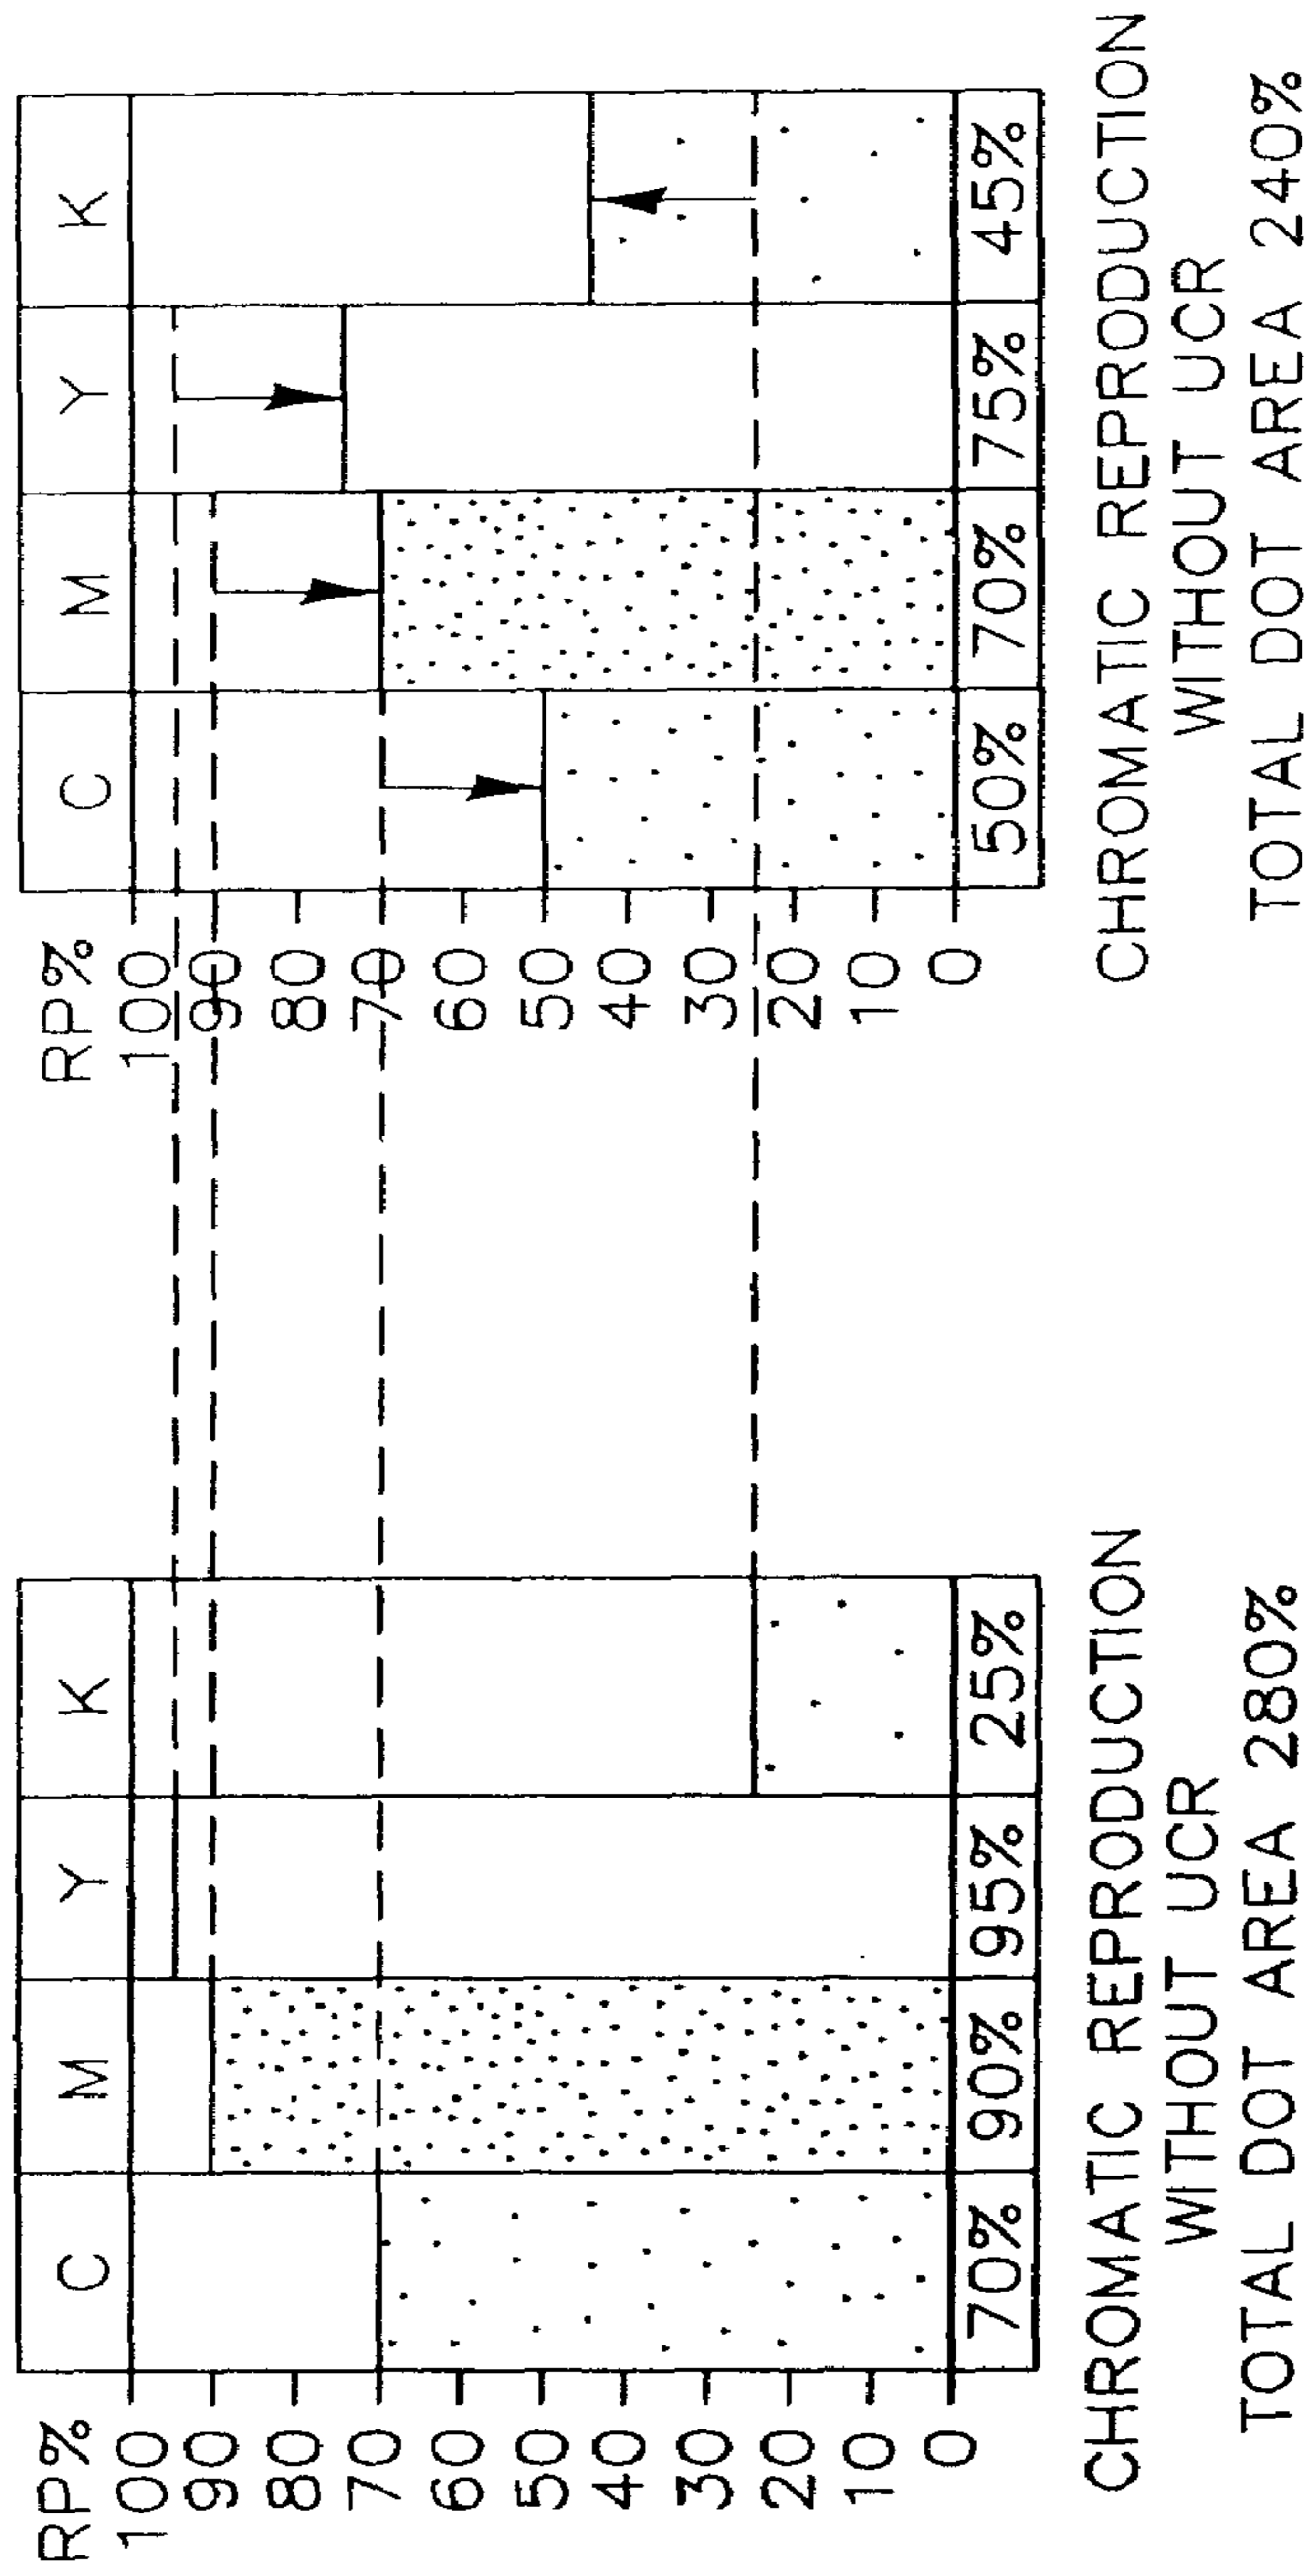 RP%
C M Y K
100
90
80
70
60
50
40
30
20
10
0
70% 90% 95% 25%
CHROMATIC REPRODUCTION
WITHOUT UCR
TOTAL DOT AREA 280%
RP%
C M Y K
100
90
80
70
60
50
40
30
20
10
0
50% 70% 75% 45%
CHROMATIC REPRODUCTION
WITHOUT UCR
TOTAL DOT AREA 240%